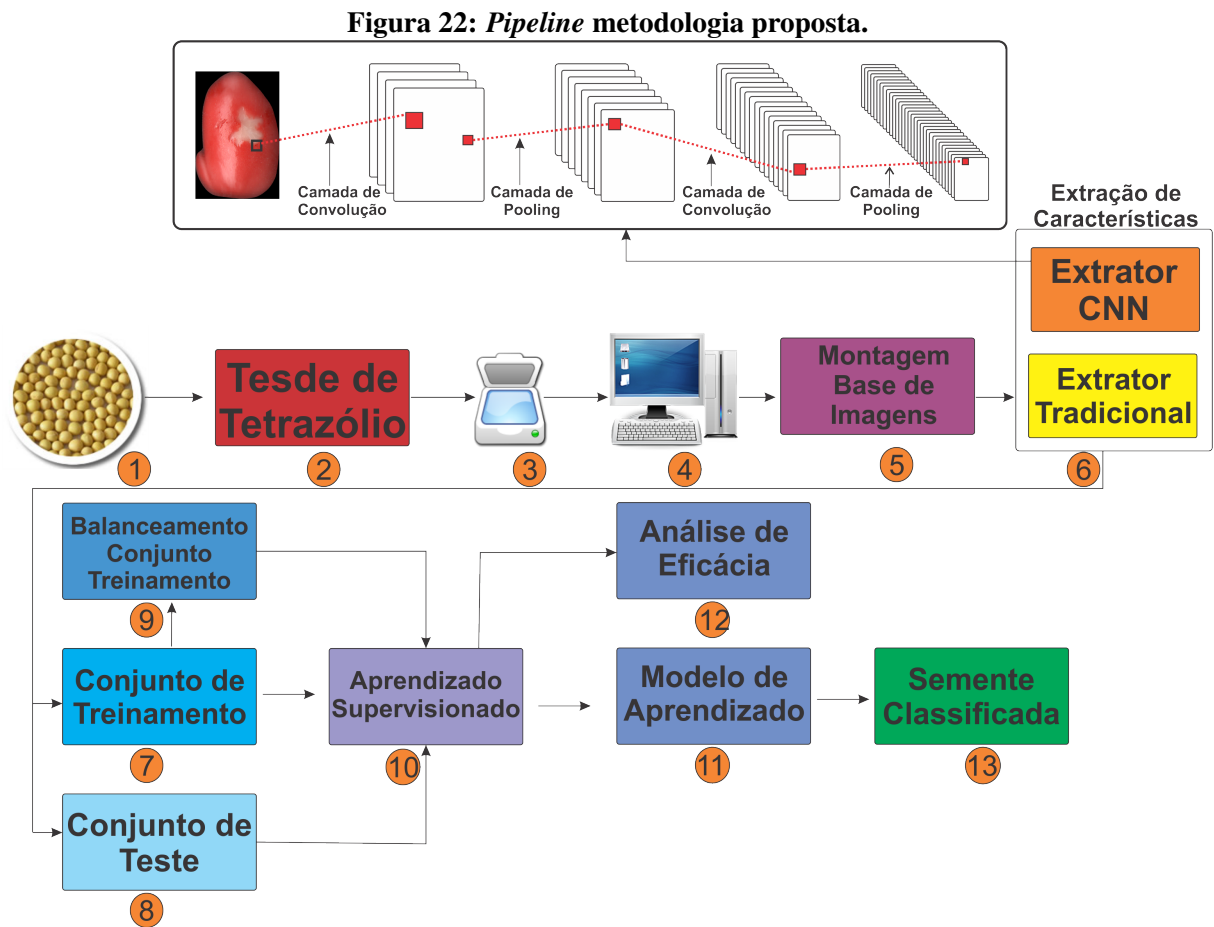 Figura 22: Pipeline metodologia proposta.
Camada de
Convolução
Camada de
Pooling
Camada de
Convolução
Camada de
Pooling
Extração de
Característícas
Extrator
CNN
Extrator
Tradicional
Tesde de
Tetrazólio
Montagem
Base de
Imagens
1
2
3
4
5
6
Balanceamento
Conjunto
Treinamento
9
Análise de
Eficácia
12
Conjunto de
Treinamento
7
Aprendizado
Supervisionado
10
Modelo de
Aprendizado
11
Semente
Classificada
13
Conjunto de
Teste
8